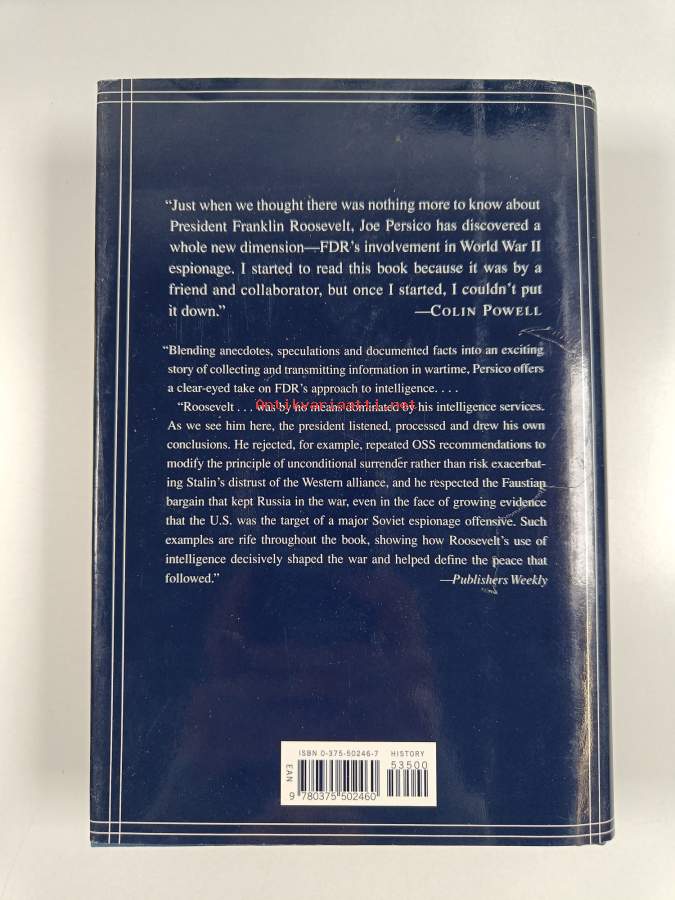 “Just when we thought there was nothing more to know about
President Franklin Roosevelt, Joe Persico has discovered a
whole new dimension—FDR’s involvement in World War II
espionage. I started to read this book because it was by a
friend and collaborator, but once I started, I couldn’t put
it down.” —COLIN POWELL
“Blending anecdotes, speculations and documented facts into an exciting
story of collecting and transmitting information in wartime, Persico offers
a clear-eyed take on FDR’s approach to intelligence. . . .
“Roosevelt . . . was by no means dominated by his intelligence services.
Antikvariaatti.net
As we see him here, the president listened, processed and drew his own
conclusions. He rejected, for example, repeated OSS recommendations to
modify the principle of unconditional surrender rather than risk exacerbat-
ing Stalin’s distrust of the Western alliance, and he respected the Faustian
bargain that kept Russia in the war, even in the face of growing evidence
that the U.S. was the target of a major Soviet espionage offensive. Such
examples are rife throughout the book, showing how Roosevelt’s use of
intelligence decisively shaped the war and helped define the peace that
followed.” —Publishers Weekly
ISBN 0-375-50246-7 HISTORY
53500
EAN
9 780375 502460